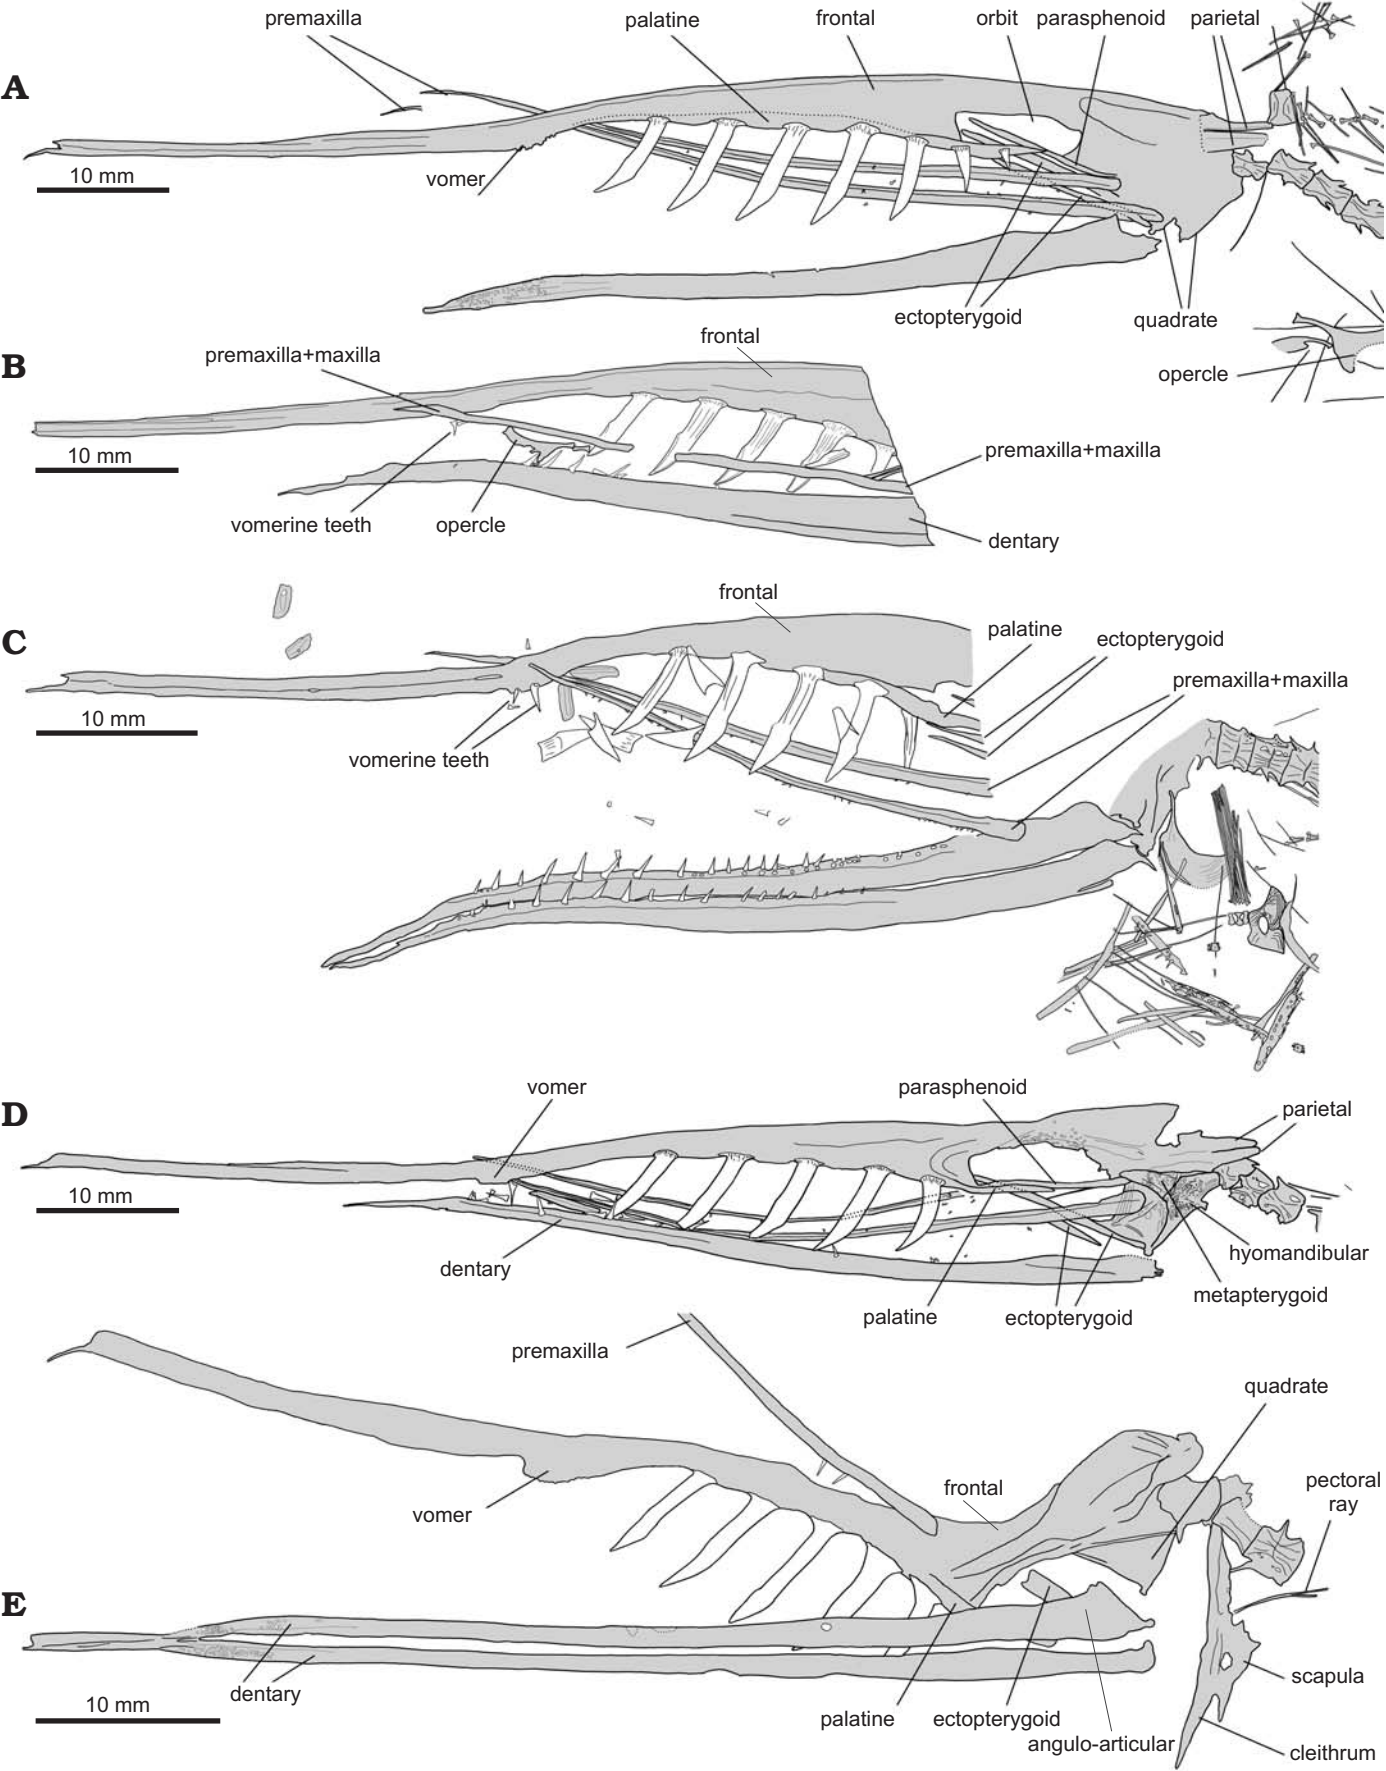 premaxilla
palatine
frontal
orbit
parasphenoid
parietal
A
10 mm
vomer
ectopterygoid
quadrate
opercle
B
frontal
premaxilla+maxilla
10 mm
premaxilla+maxilla
vomerine teeth
opercle
dentary
C
frontal
palatine
ectopterygoid
premaxilla+maxilla
10 mm
vomerine teeth
D
vomer
parasphenoid
parietal
10 mm
dentary
hyomandibular
metapterygoid
palatine
ectopterygoid
premaxilla
quadrate
frontal
pectoral
ray
vomer
E
dentary
scapula
10 mm
palatine
ectopterygoid
angulo-articular
cleithrum